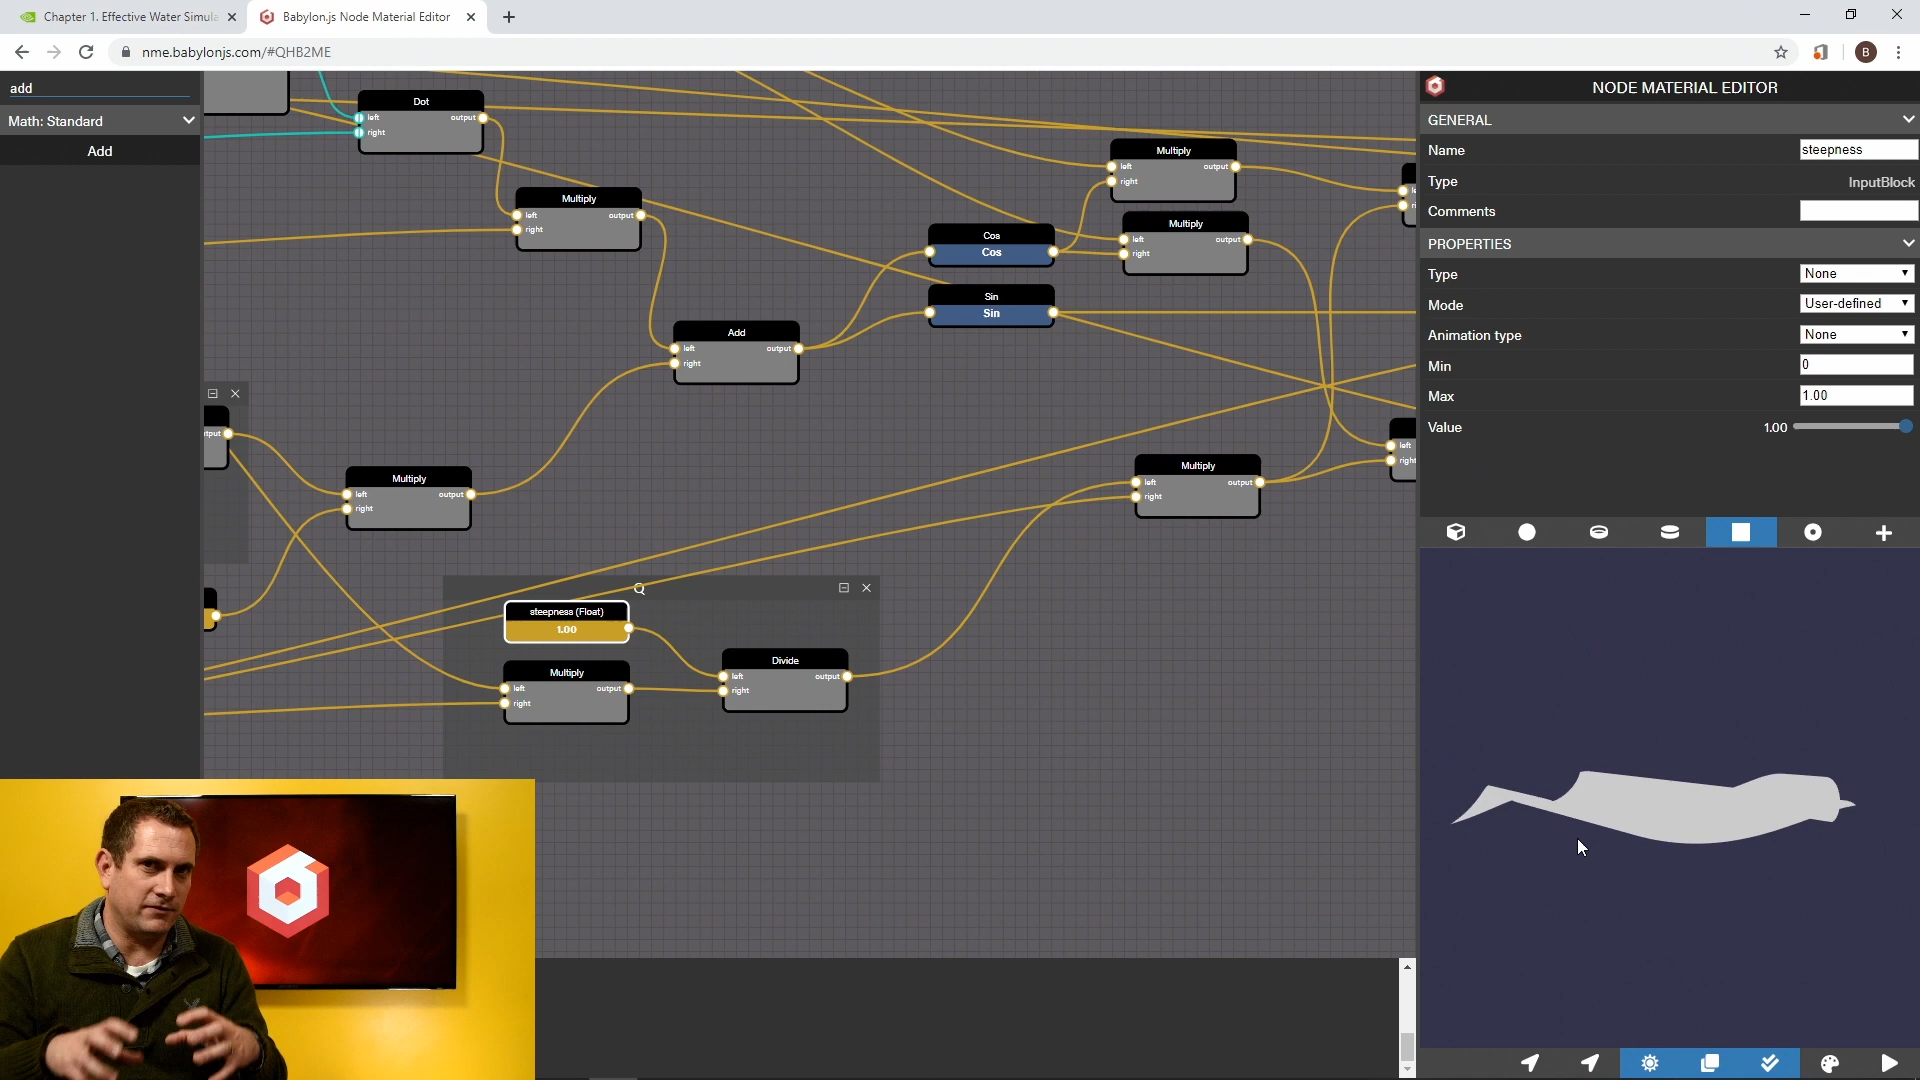 Chapter 1. Effective Water Simula
Babylon.js Node Material Editor
nme.babylonjs.com/#QHB2ME
B
add
Math: Standard
Add
Dot
left
output
right
Multiply
left
output
right
Add
left
output
right
Cos
Cos
Sin
Sin
Multiply
left
output
right
Multiply
left
output
right
Multiply
left
output
right
Multiply
left
output
right
left
right
steepness (Float)
1.00
Multiply
left
output
right
Divide
left
output
right
NODE MATERIAL EDITOR
GENERAL
Name
steepness
Type
InputBlock
Comments
PROPERTIES
Type
None
Mode
User-defined
Animation type
None
Min
0
Max
1.00
Value
1.00